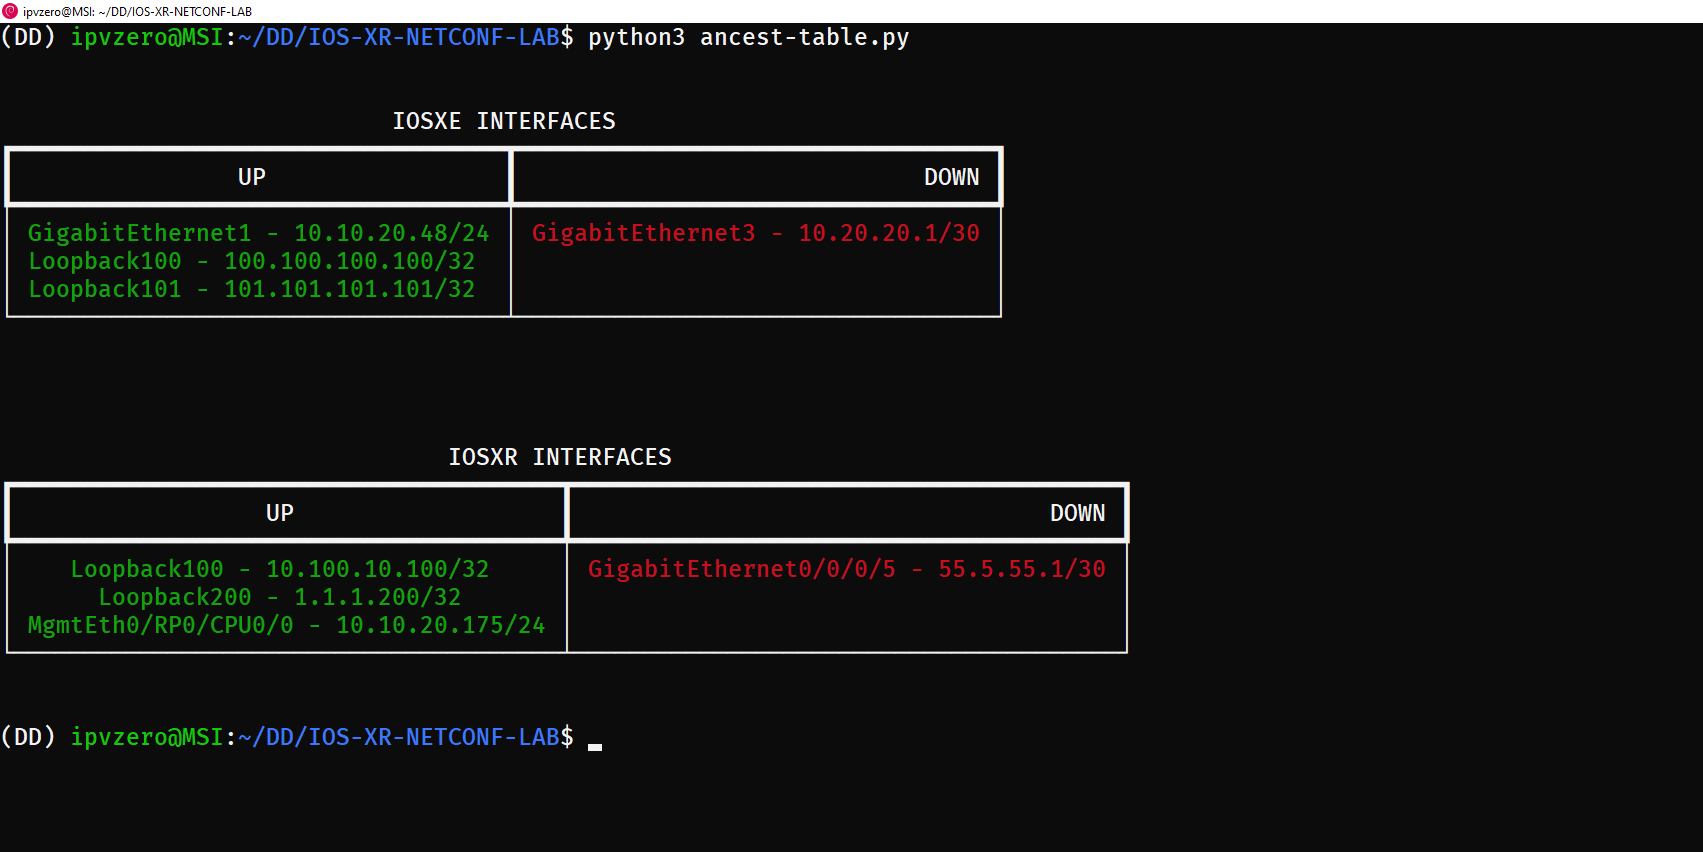 ipvzero@MSI: ~/DD/IOS-XR-NETCONF-LAB
(DD) ipvzero@MSI:~/DD/IOS-XR-NETCONF-LAB$ python3 ancest-table.py
IOSXE INTERFACES
UP DOWN
GigabitEthernet1 - 10.10.20.48/24 GigabitEthernet3 - 10.20.20.1/30
Loopback100 - 100.100.100.100/32
Loopback101 - 101.101.101.101/32
IOSXR INTERFACES
UP DOWN
Loopback100 - 10.100.10.100/32 GigabitEthernet0/0/0/5 - 55.5.55.1/30
Loopback200 - 1.1.1.200/32
MgmtEth0/RP0/CPU0/0 - 10.10.20.175/24
(DD) ipvzero@MSI:~/DD/IOS-XR-NETCONF-LAB$